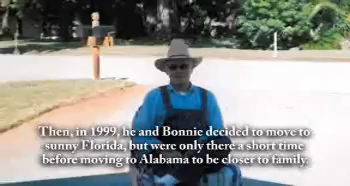 Then, in 1999, he and Bonnie decided to move to
sunny Florida, but were only there a short time
before moving to Alabama to be closer to family.